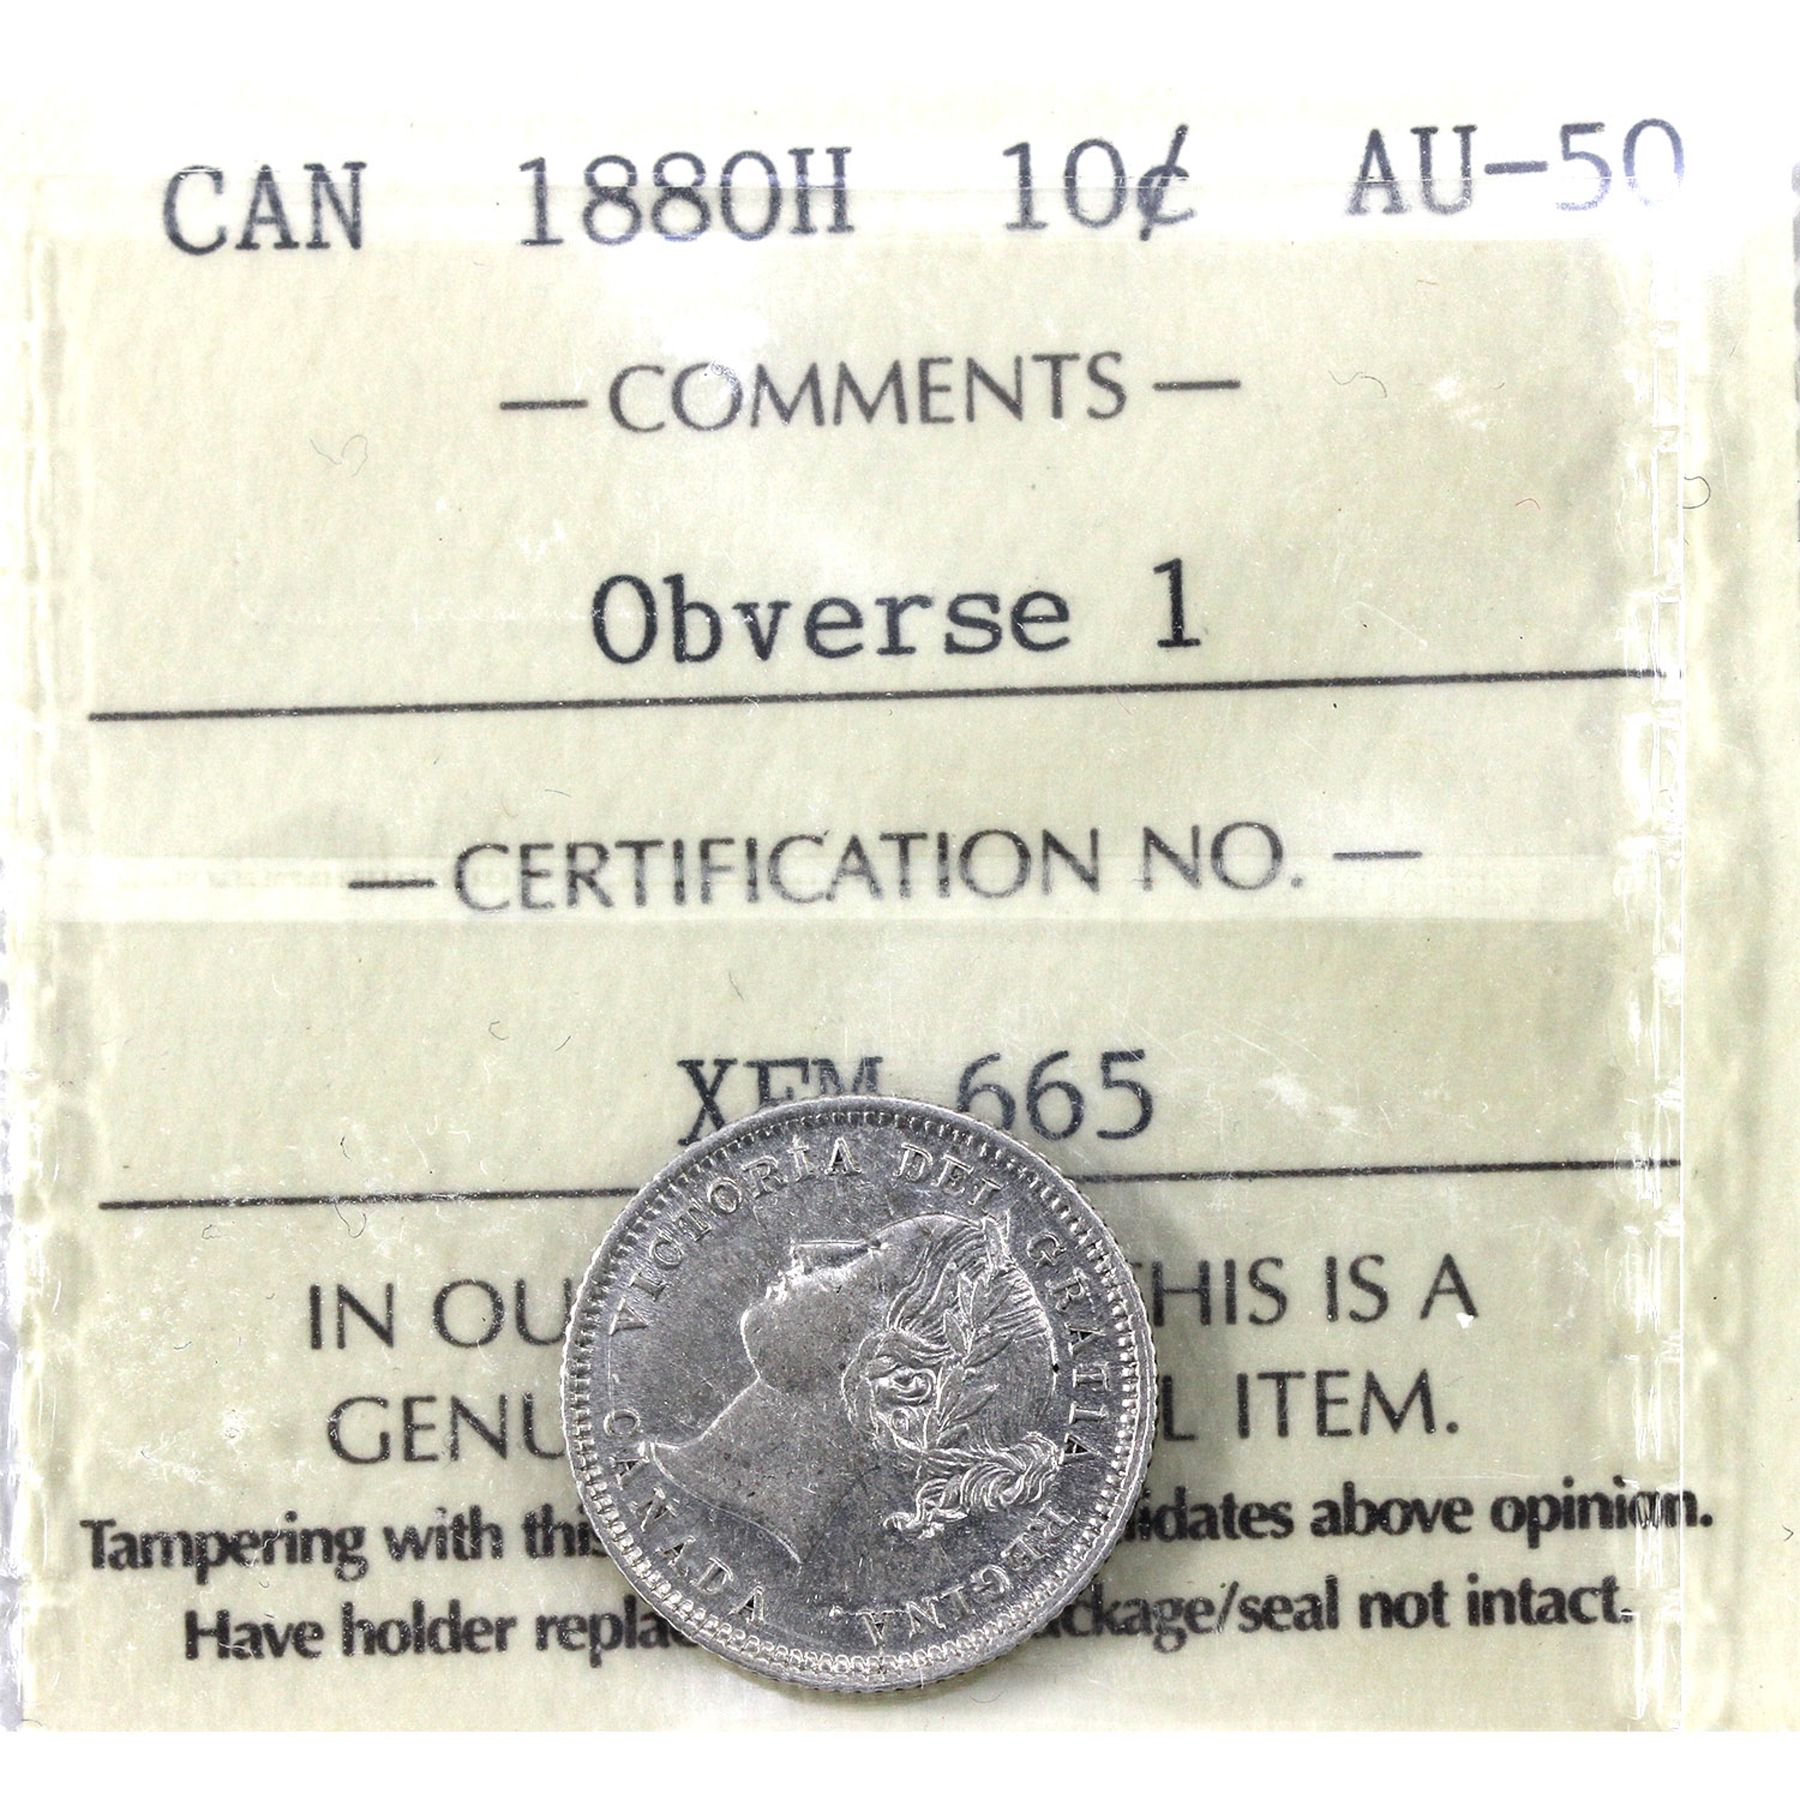 CAN 1880H 10¢ AU-50
— COMMENTS —
Obverse 1
— CERTIFICATION NO. —
XFM 665
IN OU THIS IS A
GENU L ITEM.
Tampering with this idates above opinion.
Have holder repla ckage/seal not intact.
VICTORIA DEI GRATIA REGINA. CANADA